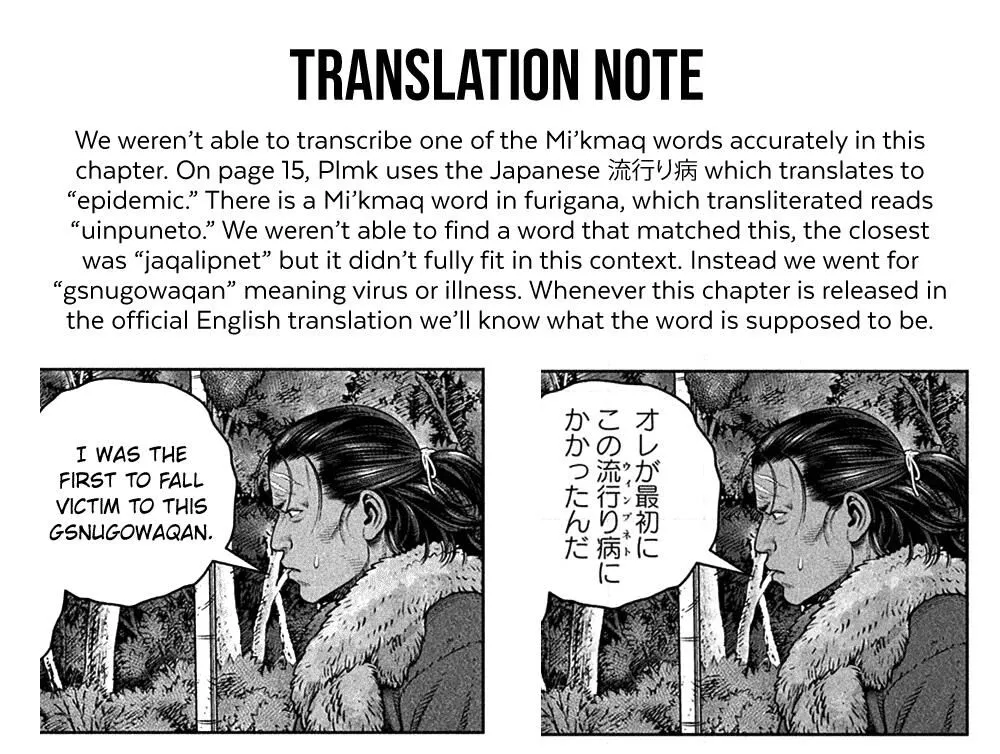 TRANSLATION NOTE
We weren’t able to transcribe one of the Mi’kmaq words accurately in this
chapter. On page 15, Plmk uses the Japanese 流行り病 which translates to
“epidemic.” There is a Mi’kmaq word in furigana, which transliterated reads
“uinpuneto.” We weren’t able to find a word that matched this, the closest
was “jaqalipnet” but it didn’t fully fit in this context. Instead we went for
“gsnugowaqan” meaning virus or illness. Whenever this chapter is released in
the official English translation we’ll know what the word is supposed to be.
I WAS THE
FIRST TO FALL
VICTIM TO THIS
GSNUGOWAQAN.
オレが最初に
この流行り病に
ウインプネト
かかったんだ